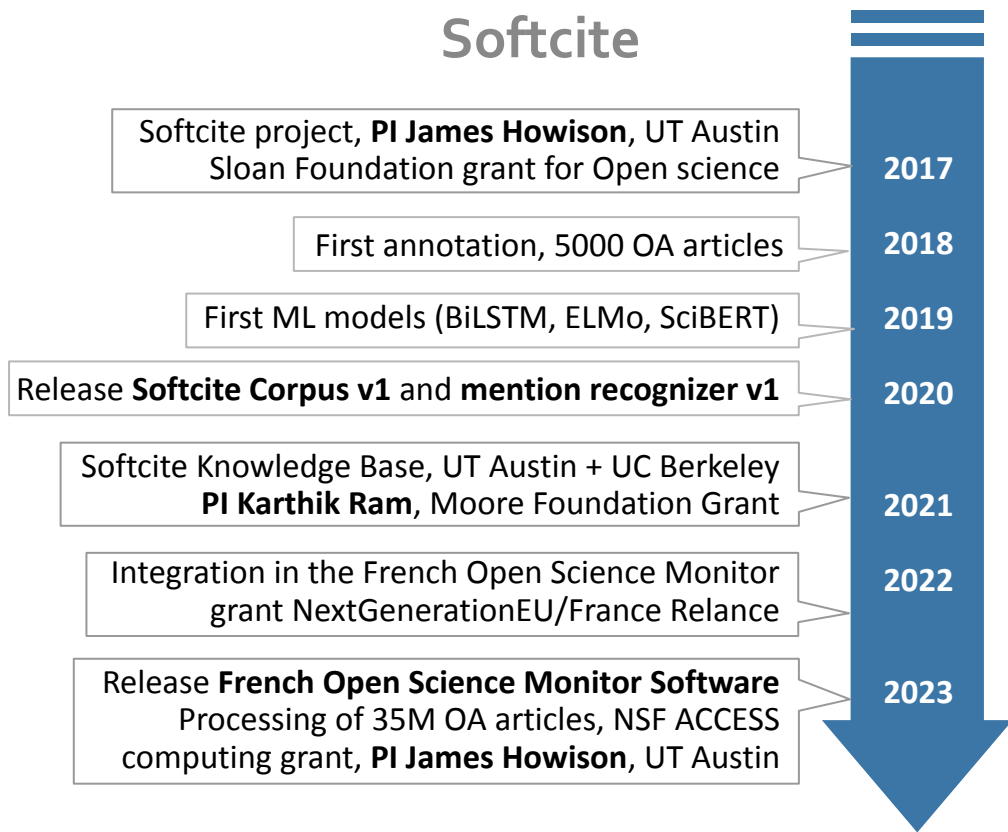 Softcite
Softcite project, PI James Howison, UT Austin
Sloan Foundation grant for Open science
2017
First annotation, 5000 OA articles
2018
First ML models (BiLSTM, ELMo, SciBERT)
2019
Release Softcite Corpus v1 and mention recognizer v1
2020
Softcite Knowledge Base, UT Austin + UC Berkeley
PI Karthik Ram, Moore Foundation Grant
2021
Integration in the French Open Science Monitor
grant NextGenerationEU/France Relance
2022
Release French Open Science Monitor Software
Processing of 35M OA articles, NSF ACCESS
computing grant, PI James Howison, UT Austin
2023